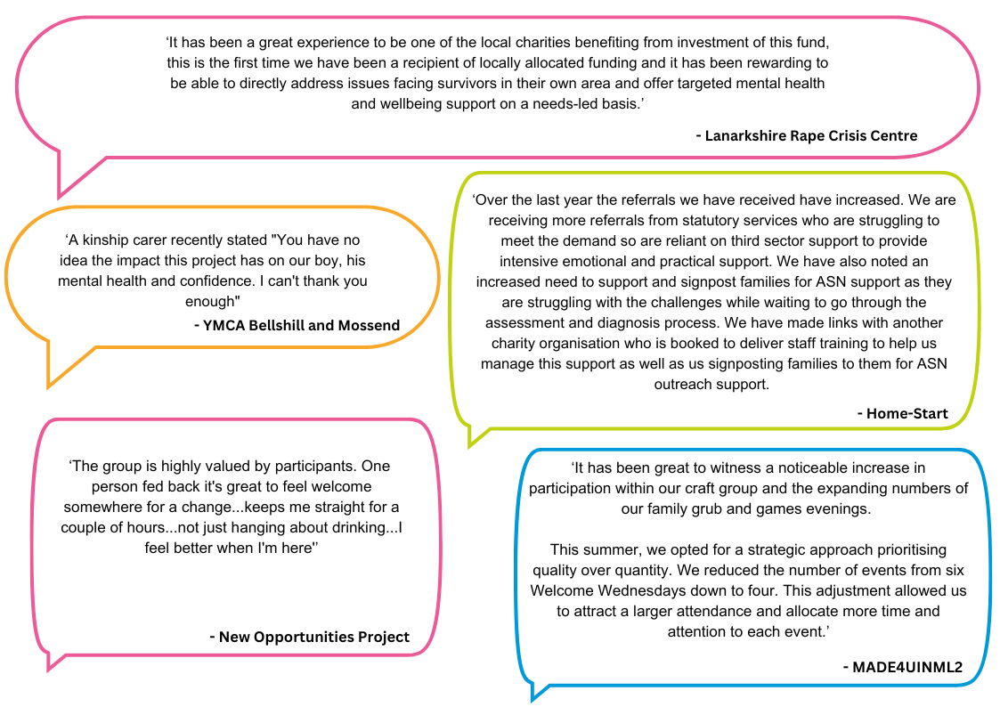 ‘It has been a great experience to be one of the local charities benefiting from investment of this fund,
this is the first time we have been a recipient of locally allocated funding and it has been rewarding to
be able to directly address issues facing survivors in their own area and offer targeted mental health
and wellbeing support on a needs-led basis.’
- Lanarkshire Rape Crisis Centre
‘A kinship carer recently stated "You have no
idea the impact this project has on our boy, his
mental health and confidence. I can't thank you
enough"
- YMCA Bellshill and Mossend
‘Over the last year the referrals we have received have increased. We are
receiving more referrals from statutory services who are struggling to
meet the demand so are reliant on third sector support to provide
intensive emotional and practical support. We have also noted an
increased need to support and signpost families for ASN support as they
are struggling with the challenges while waiting to go through the
assessment and diagnosis process. We have made links with another
charity organisation who is booked to deliver staff training to help us
manage this support as well as us signposting families to them for ASN
outreach support.
- Home-Start
‘The group is highly valued by participants. One
person fed back it's great to feel welcome
somewhere for a change...keeps me straight for a
couple of hours...not just hanging about drinking...I
feel better when I'm here"’
- New Opportunities Project
‘It has been great to witness a noticeable increase in
participation within our craft group and the expanding numbers of
our family grub and games evenings.
This summer, we opted for a strategic approach prioritising
quality over quantity. We reduced the number of events from six
Welcome Wednesdays down to four. This adjustment allowed us
to attract a larger attendance and allocate more time and
attention to each event.’
- MADE4UINML2